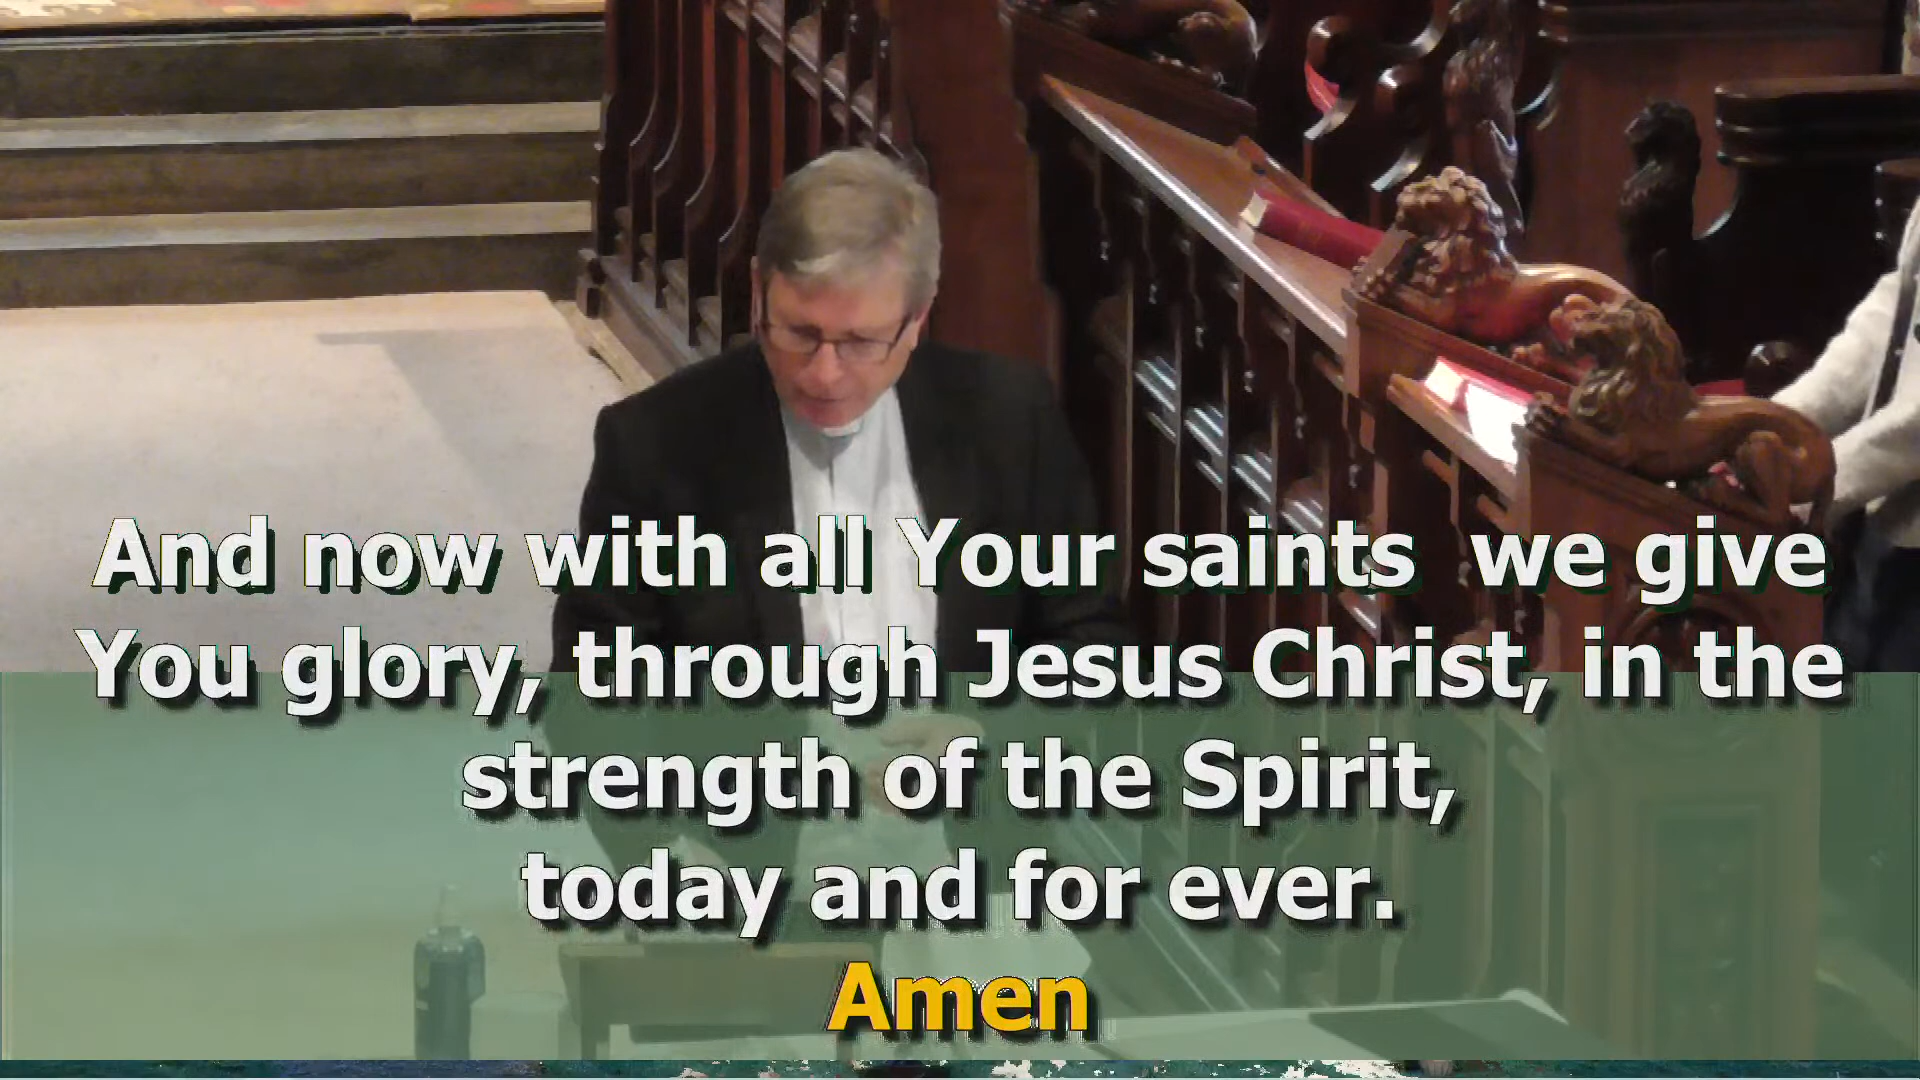 And now with all Your saints  we give
You glory, through Jesus Christ, in the
strength of the Spirit,
today and for ever.
Amen